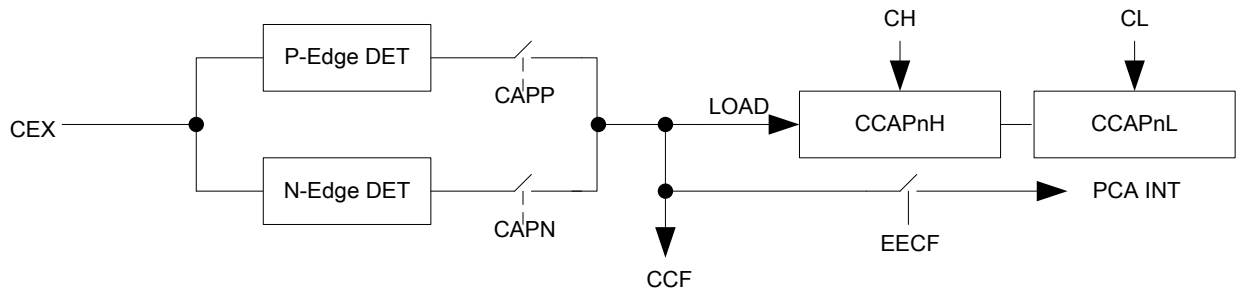 CH
CL
P-Edge DET
CAPP
CEX
LOAD
CCAPnH
CCAPnL
N-Edge DET
CAPN
PCA INT
EECF
CCF